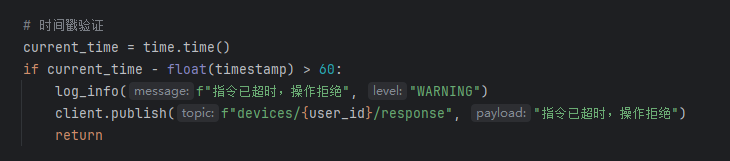 # 时间戳验证
current_time = time.time()
if current_time - float(timestamp) > 60:
log_info(message: f"指令已超时，操作拒绝", level: "WARNING")
client.publish(topic: f"devices/{user_id}/response", payload: "指令已超时，操作拒绝")
return